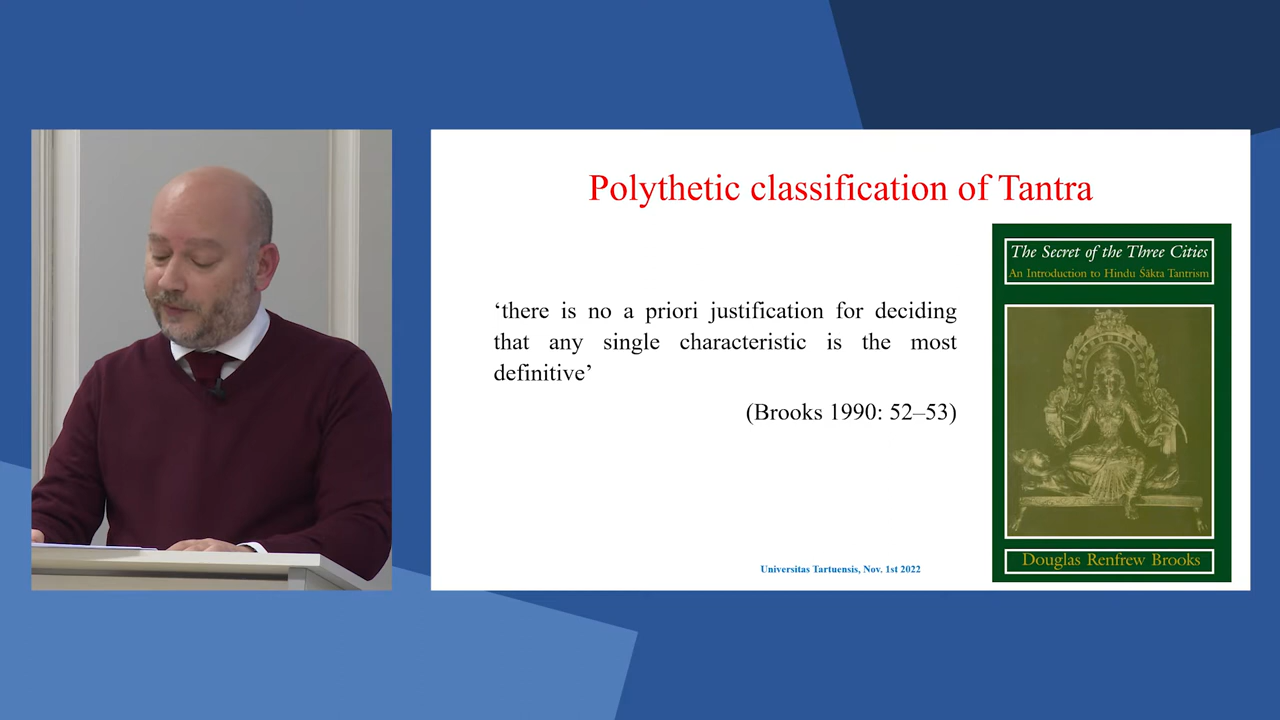 Polythetic classification of Tantra
‘there is no a priori justification for deciding
that any single characteristic is the most
definitive’
(Brooks 1990: 52–53)
The Secret of the Three Cities
An Introduction to Hindu Śākta Tantrism
Douglas Renfrew Brooks
Universitas Tartuensis, Nov. 1st 2022